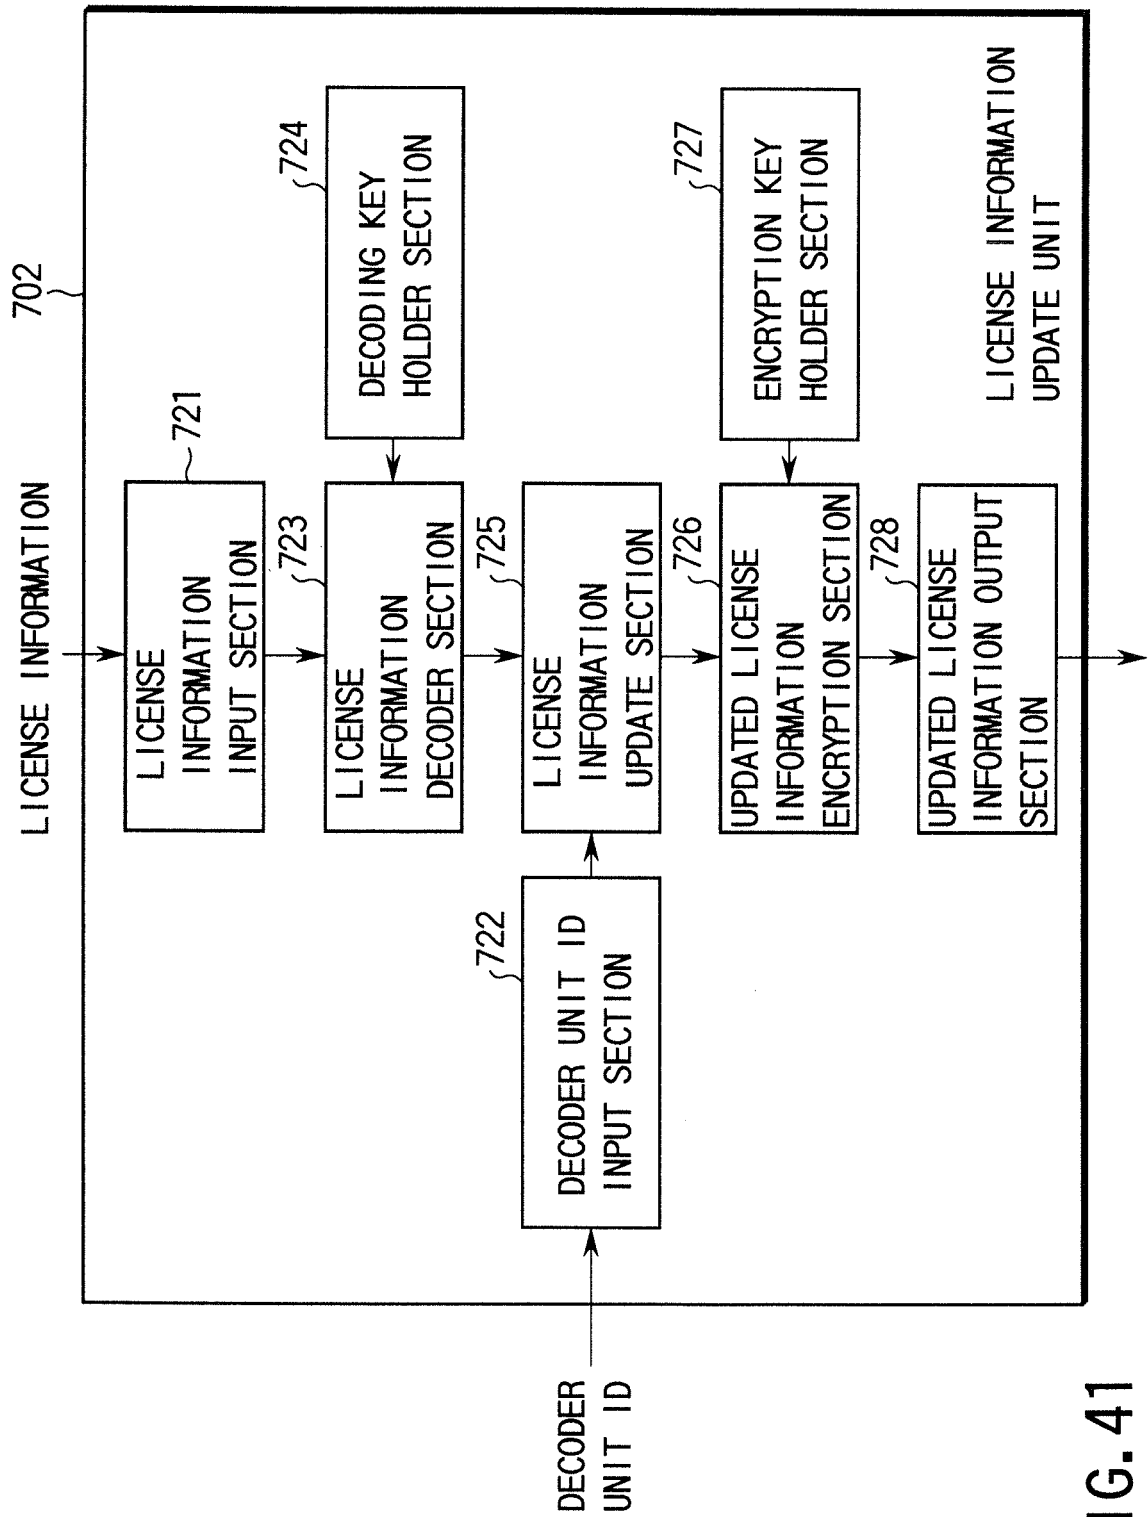 702
LICENSE INFORMATION
721
LICENSE
INFORMATION
INPUT SECTION
723
LICENSE
INFORMATION
DECODER SECTION
724
DECODING KEY
HOLDER SECTION
DECODER
UNIT ID
722
DECODER UNIT ID
INPUT SECTION
725
LICENSE
INFORMATION
UPDATE SECTION
726
UPDATED LICENSE
INFORMATION
ENCRYPTION SECTION
727
ENCRYPTION KEY
HOLDER SECTION
728
UPDATED LICENSE
INFORMATION OUTPUT
SECTION
LICENSE INFORMATION
UPDATE UNIT
IG. 41